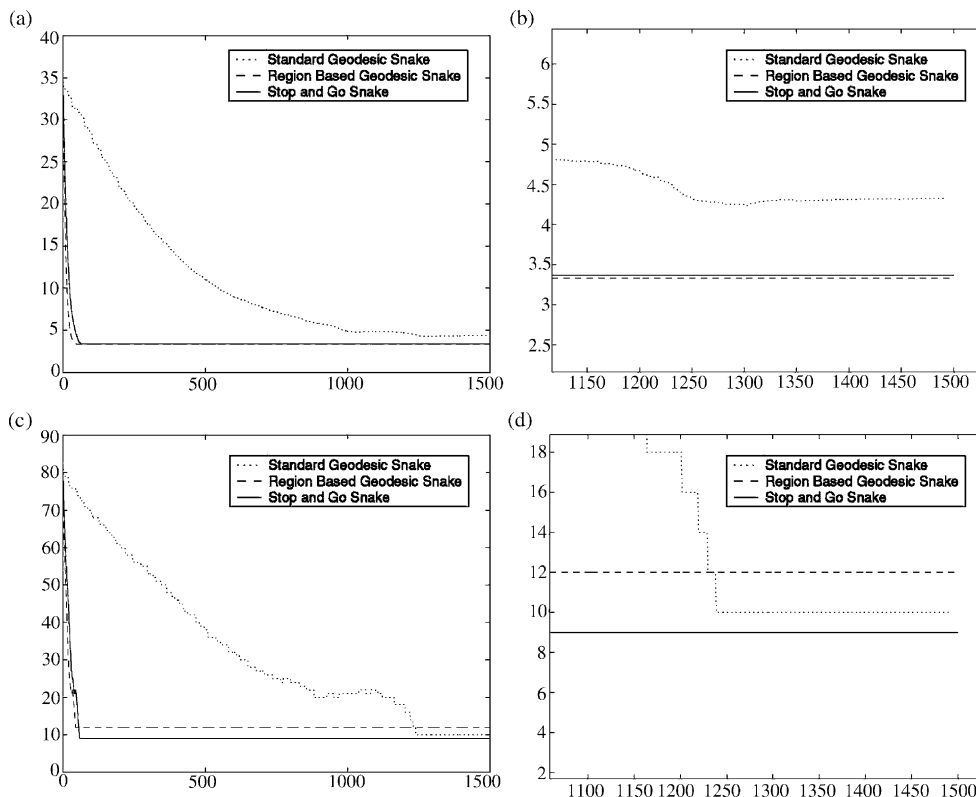 (a)
40
35
30
25
20
15
10
5
0
0 500 1000 1500
Standard Geodesic Snake
Region Based Geodesic Snake
Stop and Go Snake
(b)
6
5.5
5
4.5
4
3.5
3
2.5
1150 1200 1250 1300 1350 1400 1450 1500
Standard Geodesic Snake
Region Based Geodesic Snake
Stop and Go Snake
(c)
90
80
70
60
50
40
30
20
10
0
0 500 1000 1500
Standard Geodesic Snake
Region Based Geodesic Snake
Stop and Go Snake
(d)
18
16
14
12
10
8
6
4
2
1100 1150 1200 1250 1300 1350 1400 1450 1500
Standard Geodesic Snake
Region Based Geodesic Snake
Stop and Go Snake